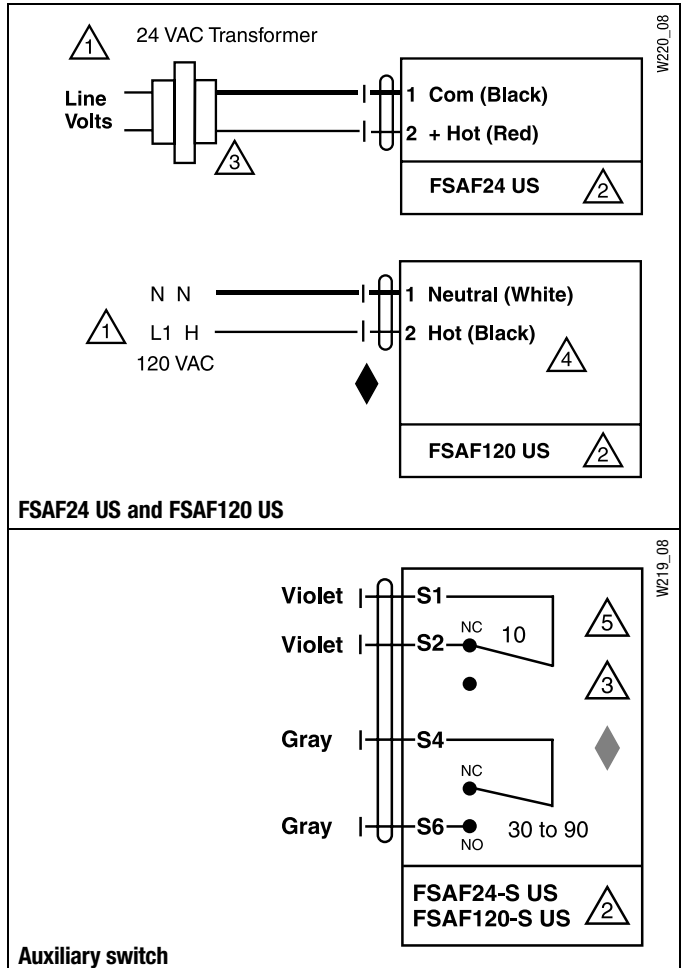 W220_08
1 24 VAC Transformer
Line
Volts
1 Com (Black)
2 + Hot (Red)
3
FSAF24 US 2
N N
1 L1 H
120 VAC
1 Neutral (White)
2 Hot (Black)
4
FSAF120 US 2
FSAF24 US and FSAF120 US
W219_08
Violet S1
5
Violet S2 NC 10
3
Gray S4
NC
Gray S6 30 to 90
NO
FSAF24-S US
FSAF120-S US 2
Auxiliary switch